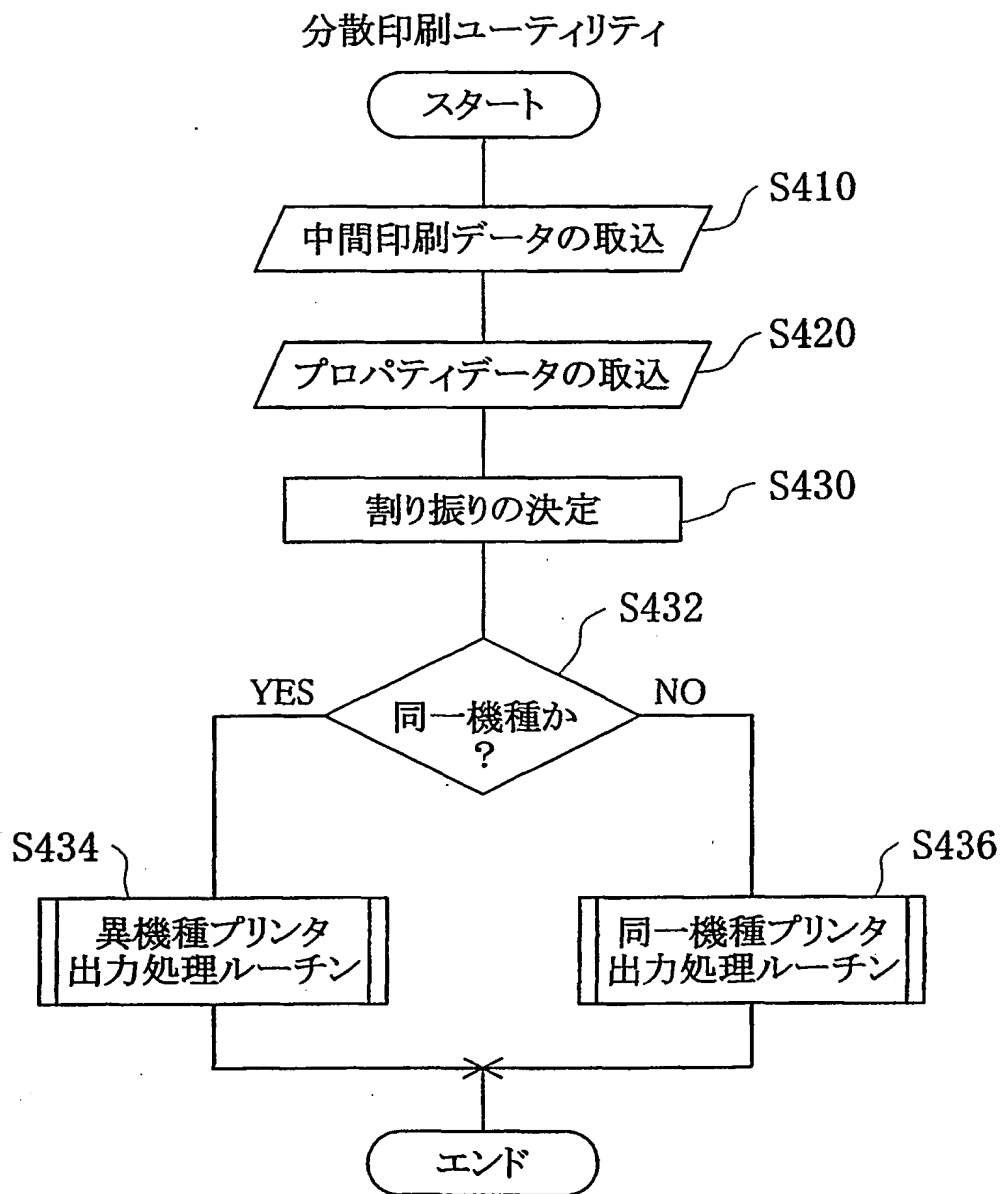 分散印刷ユーティリティ
スタート
S410
中間印刷データの取込
S420
プロパティデータの取込
S430
割り振りの決定
S432
YES
NO
同一機種か
?
S434
S436
異機種プリンタ
出力処理ルーチン
同一機種プリンタ
出力処理ルーチン
エンド